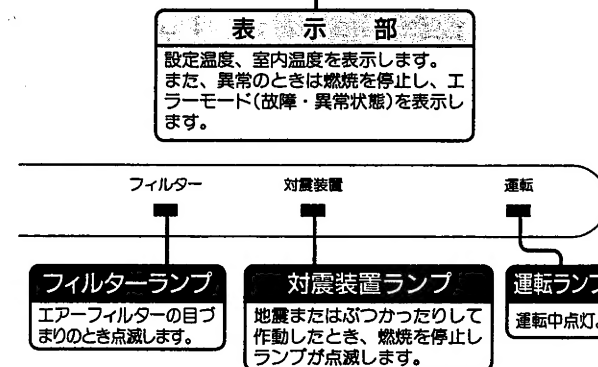 表示部
設定温度、室内温度を表示します。
また、異常のときは燃焼を停止し、エ
ラーモード(故障・異常状態)を表示し
ます。
フィルター 対震装置 運転
フィルターランプ
エアーフィルターの目づ
まりのとき点滅します。
対震装置ランプ
地震またはぶつかったりして
作動したとき、燃焼を停止し
ランプが点滅します。
運転ランプ
運転中点灯。